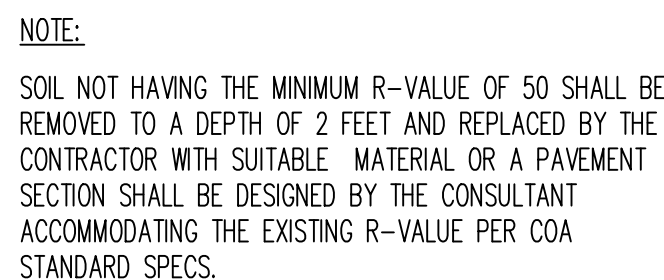 NOTE:
SOIL NOT HAVING THE MINIMUM R-VALUE OF 50 SHALL BE
REMOVED TO A DEPTH OF 2 FEET AND REPLACED BY THE
CONTRACTOR WITH SUITABLE  MATERIAL OR A PAVEMENT
SECTION SHALL BE DESIGNED BY THE CONSULTANT
ACCOMMODATING THE EXISTING R-VALUE PER COA
STANDARD SPECS.